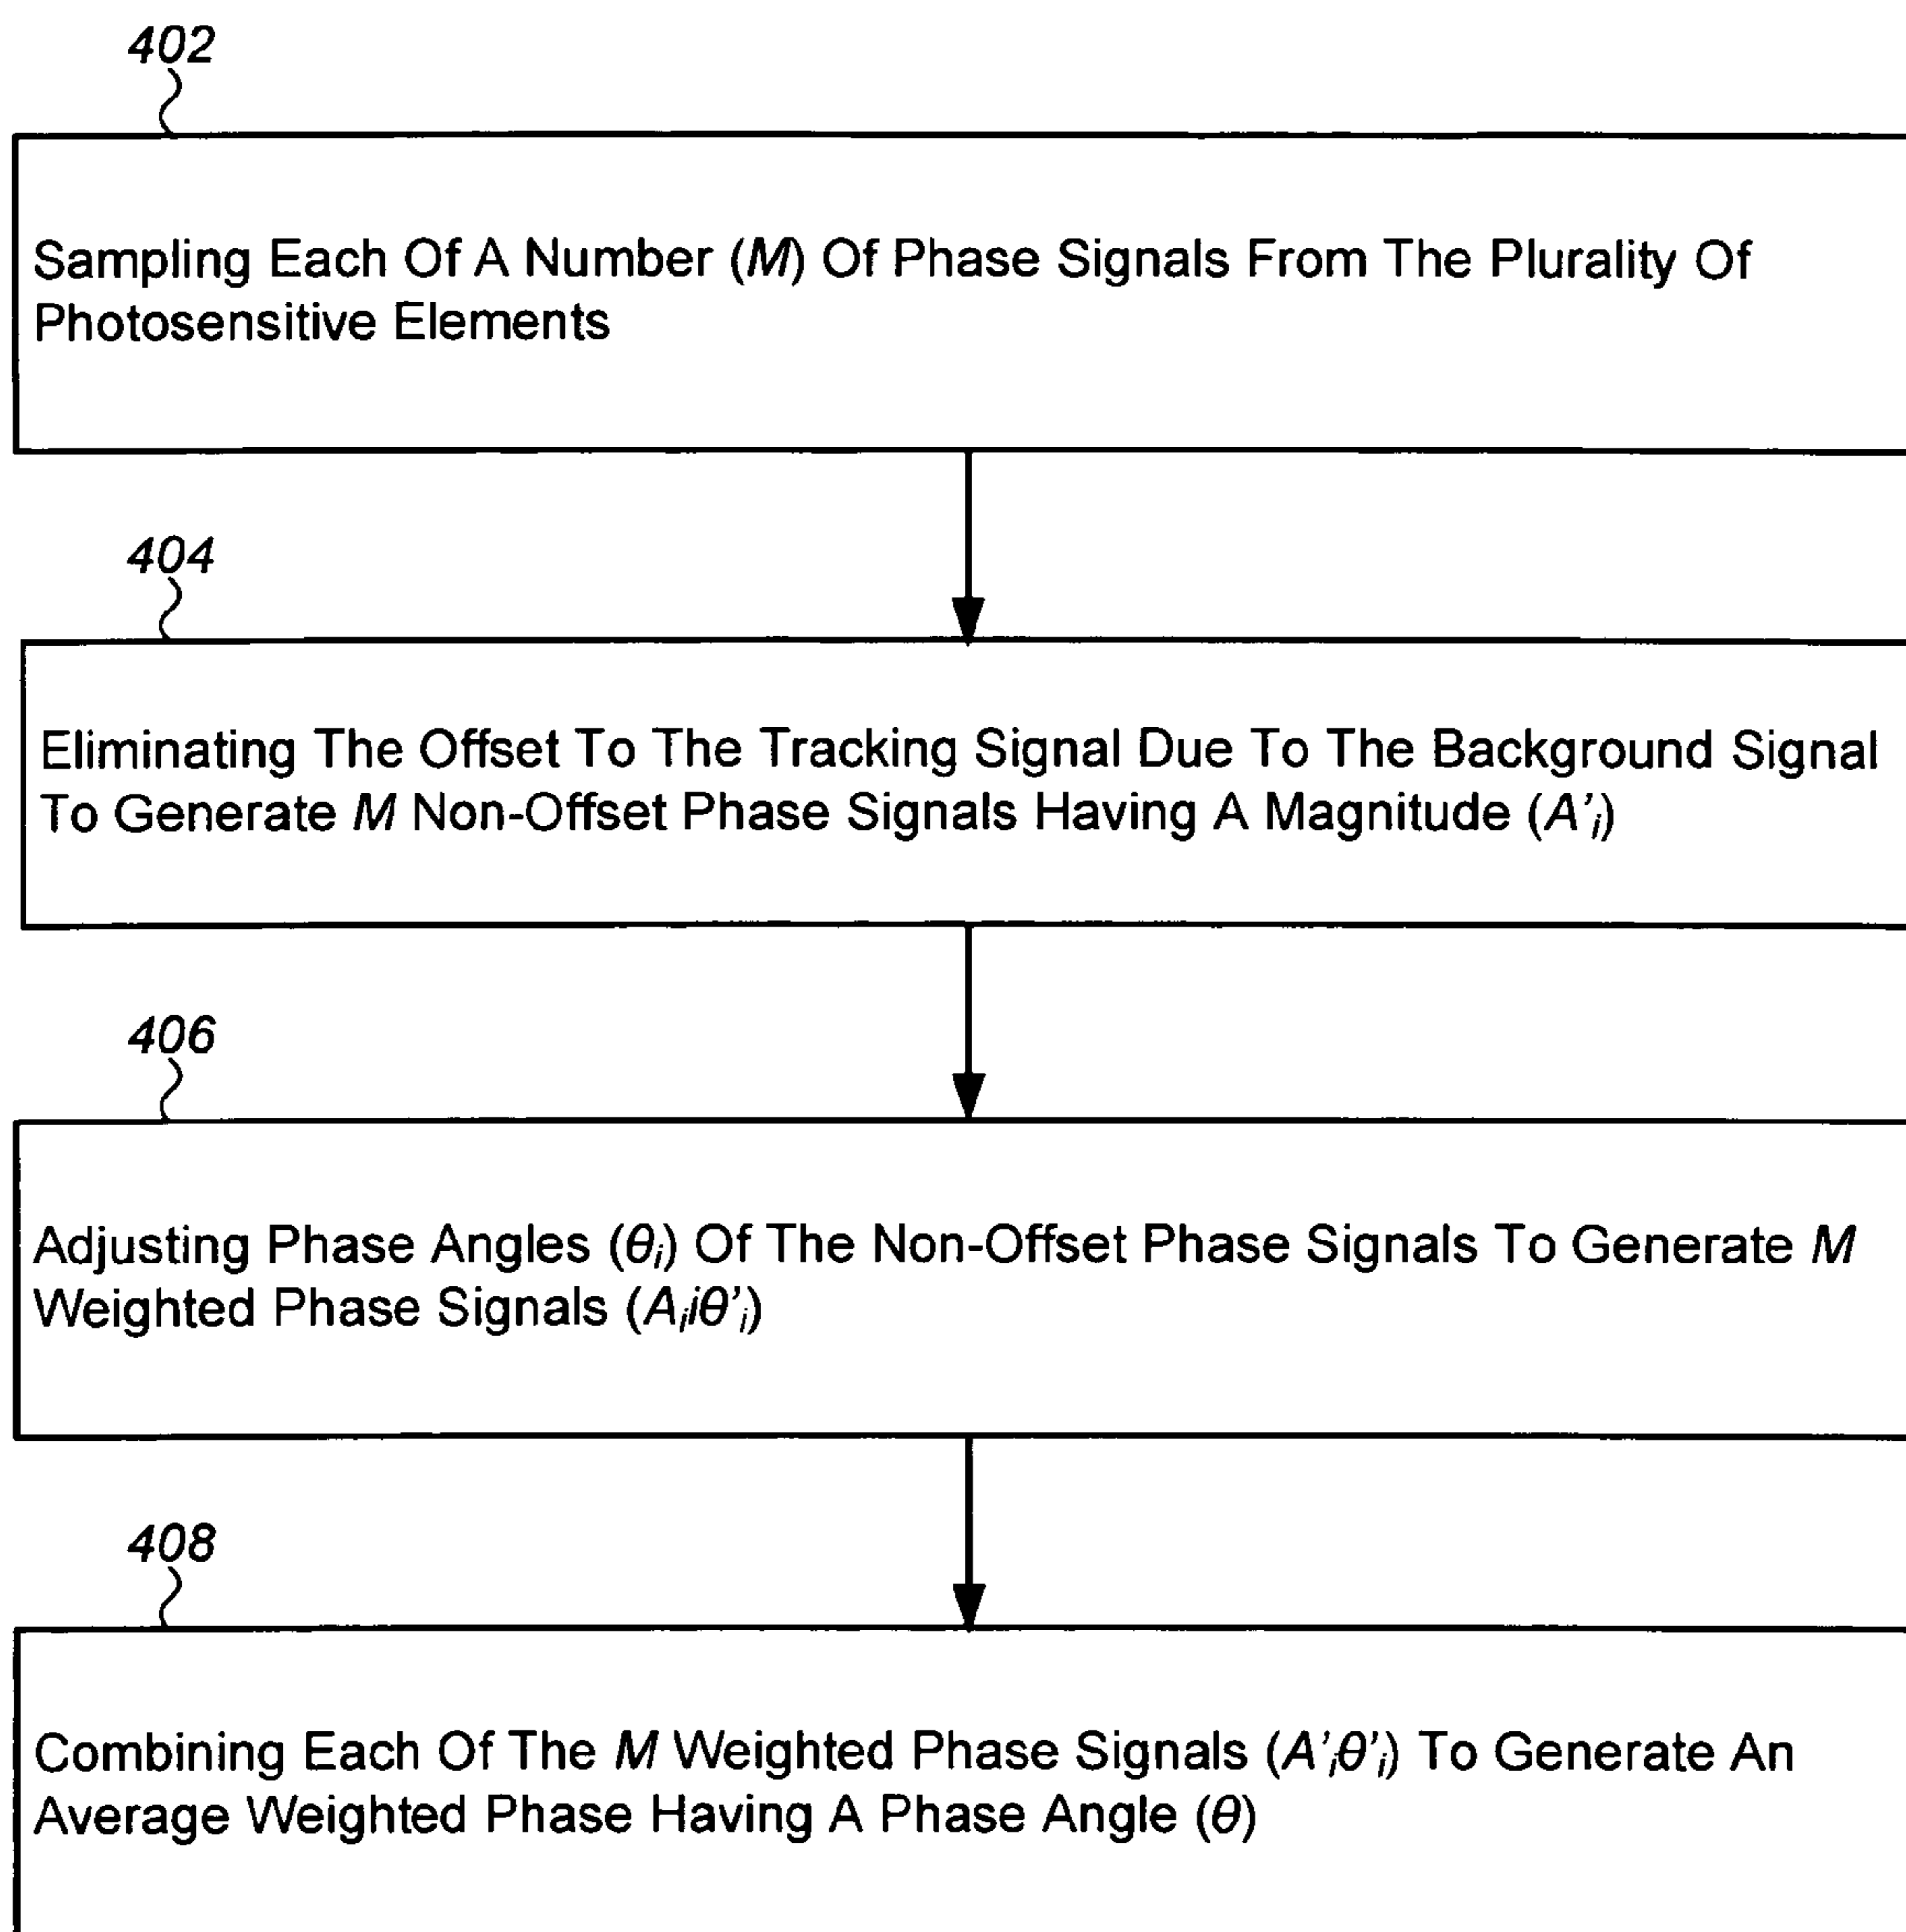 402
Sampling Each Of A Number (M) Of Phase Signals From The Plurality Of
Photosensitive Elements
404
Eliminating The Offset To The Tracking Signal Due To The Background Signal
To Generate M Non-Offset Phase Signals Having A Magnitude (A'i)
406
Adjusting Phase Angles (θi) Of The Non-Offset Phase Signals To Generate M
Weighted Phase Signals (Aiiθ'i)
408
Combining Each Of The M Weighted Phase Signals (A'iθ'i) To Generate An
Average Weighted Phase Having A Phase Angle (θ)